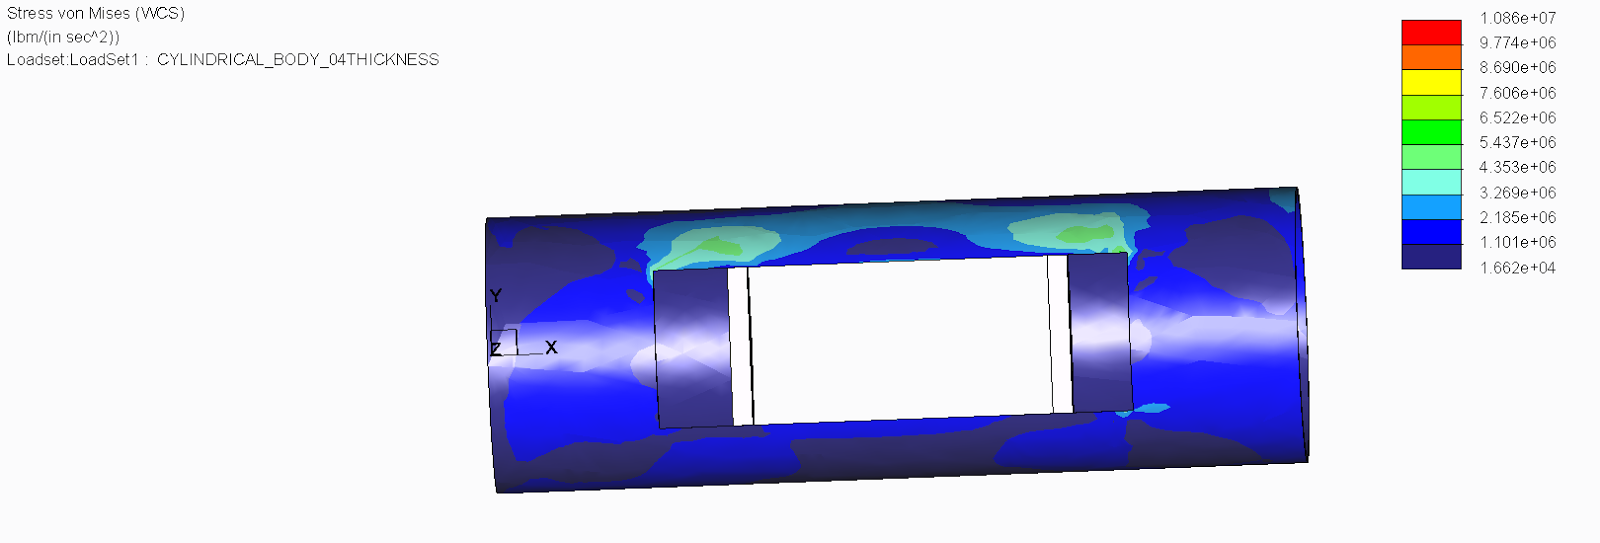 Stress von Mises (WCS)
(lbm/(in sec^2))
Loadset:LoadSet1 : CYLINDRICAL_BODY_04THICKNESS
1.086e+07
9.774e+06
8.690e+06
7.606e+06
6.522e+06
5.437e+06
4.353e+06
3.269e+06
2.185e+06
1.101e+06
1.662e+04
Y
Z
X